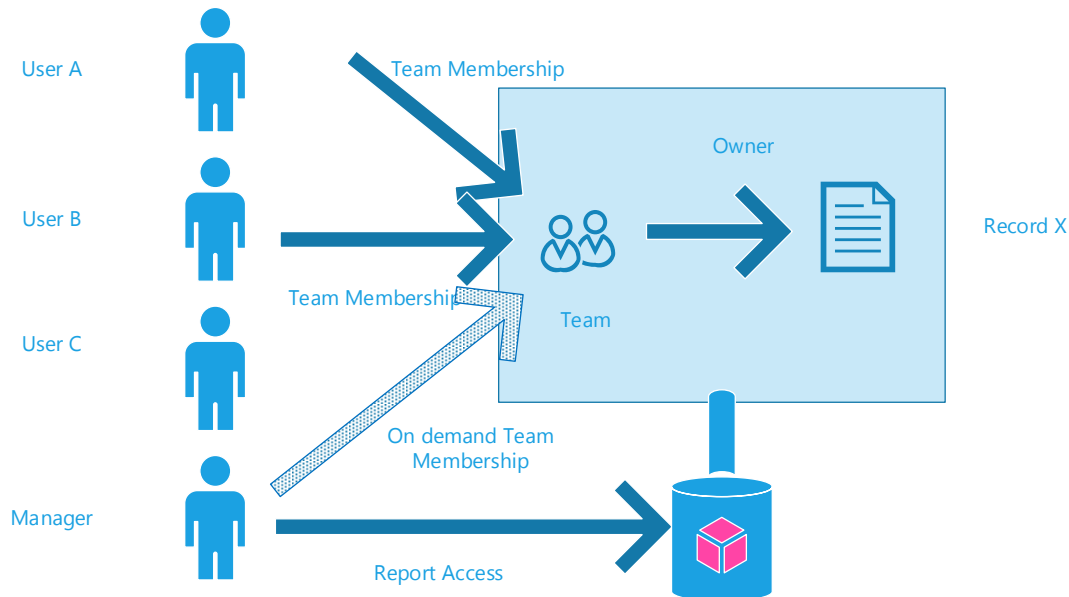 User A
Team Membership
Owner
User B
Record X
Team Membership
Team
User C
On demand Team
Membership
Manager
Report Access